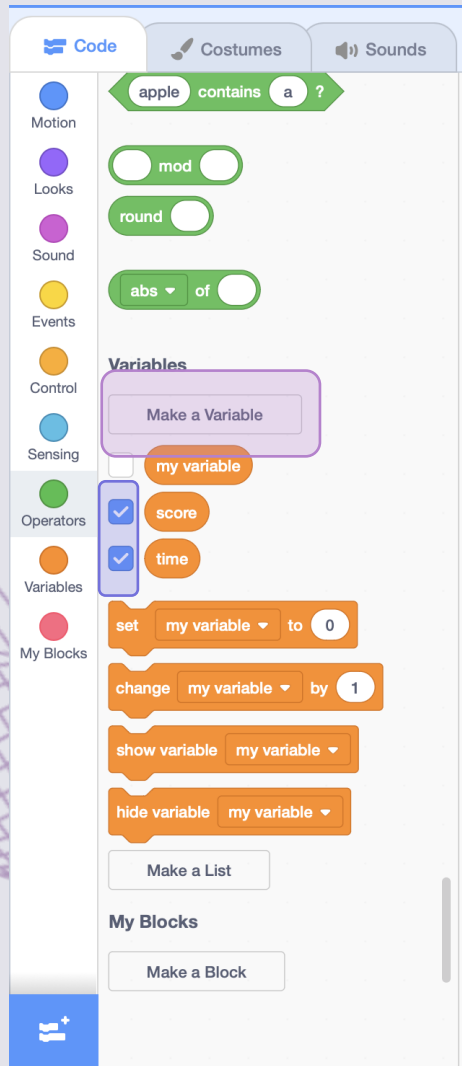 Code
Costumes
Sounds
Motion
Looks
Sound
Events
Control
Sensing
Operators
Variables
My Blocks
apple contains a ?
mod
round
abs of
Variables
Make a Variable
my variable
score
time
set my variable to 0
change my variable by 1
show variable my variable
hide variable my variable
Make a List
My Blocks
Make a Block